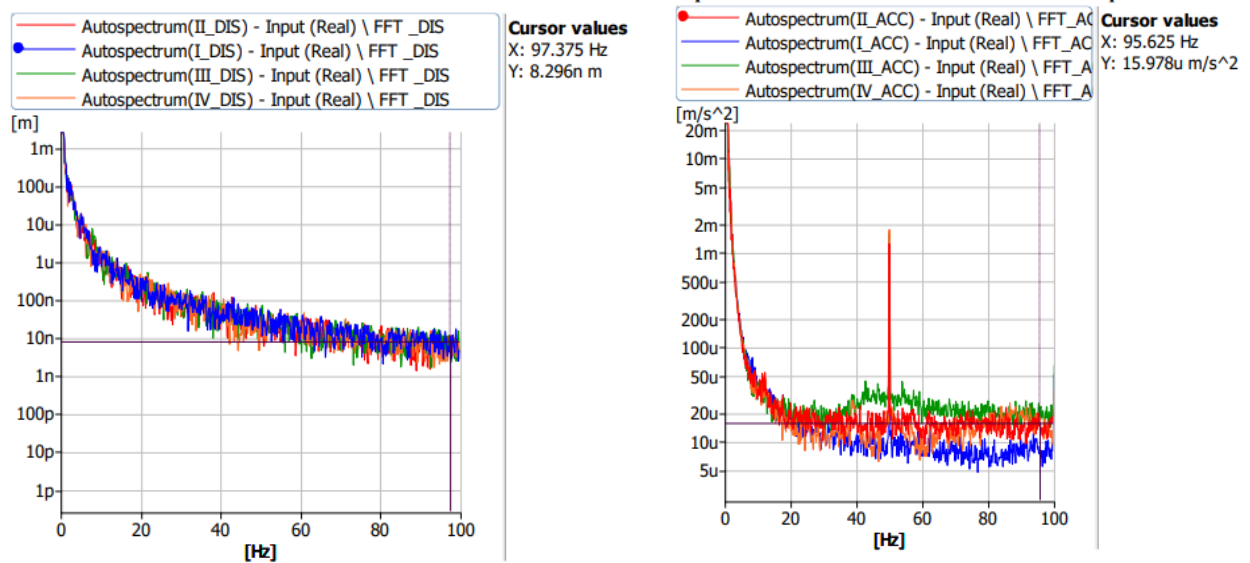 Autospectrum(II_DIS) - Input (Real) \ FFT _DIS
Autospectrum(I_DIS) - Input (Real) \ FFT _DIS
Autospectrum(III_DIS) - Input (Real) \ FFT _DIS
Autospectrum(IV_DIS) - Input (Real) \ FFT _DIS
Cursor values
X: 97.375 Hz
Y: 8.296n m
[m]
1m
100u
10u
1u
100n
10n
1n
100p
10p
1p
0 20 40 60 80 100
[Hz]
Autospectrum(II_ACC) - Input (Real) \ FFT_AC
Autospectrum(I_ACC) - Input (Real) \ FFT_AC
Autospectrum(III_ACC) - Input (Real) \ FFT_A
Autospectrum(IV_ACC) - Input (Real) \ FFT_A
Cursor values
X: 95.625 Hz
Y: 15.978u m/s^2
[m/s^2]
20m
10m
5m
2m
1m
500u
200u
100u
50u
20u
10u
5u
0 20 40 60 80 100
[Hz]